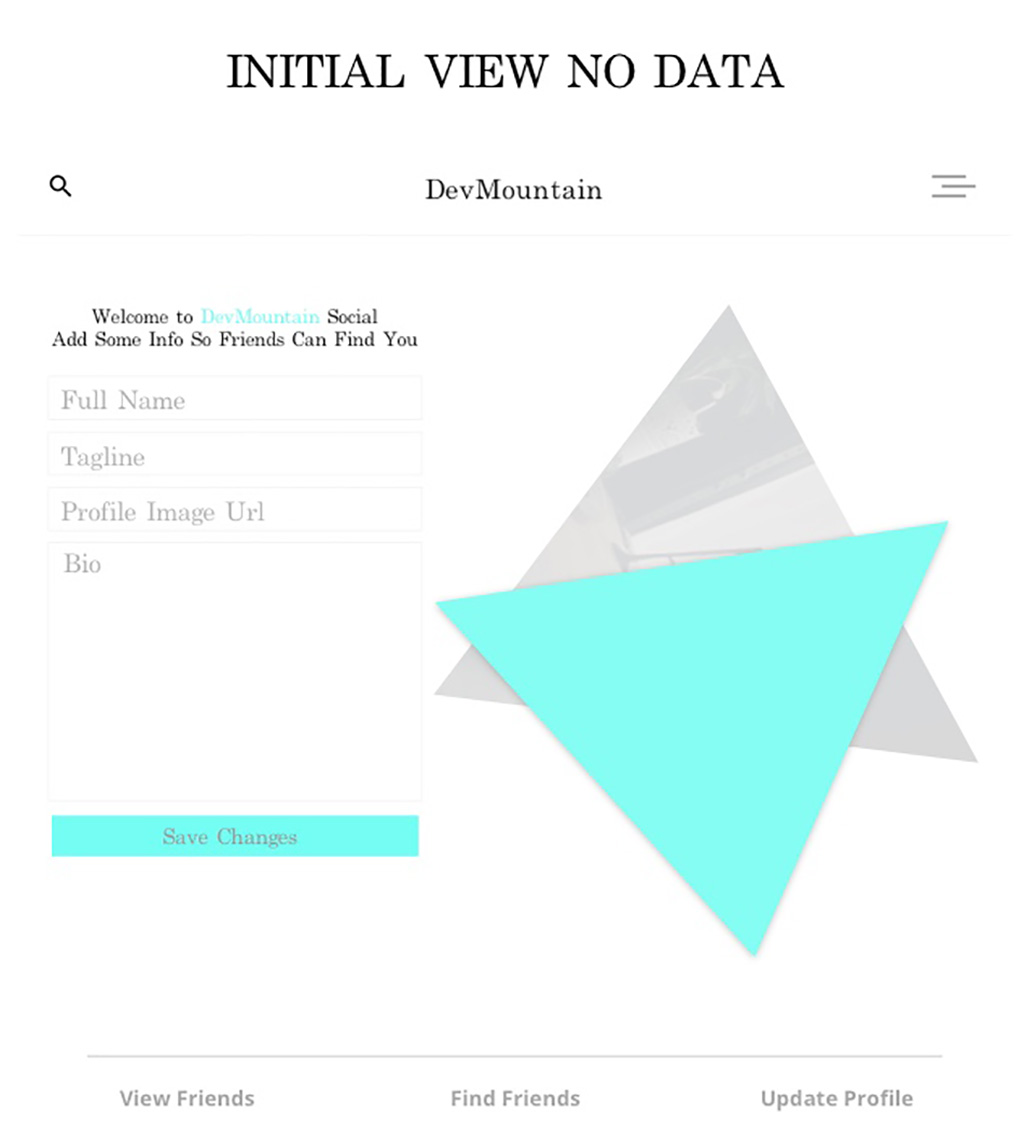 INITIAL VIEW NO DATA
DevMountain
Welcome to DevMountain Social
Add Some Info So Friends Can Find You
Full Name
Tagline
Profile Image Url
Bio
Save Changes
View Friends
Find Friends
Update Profile